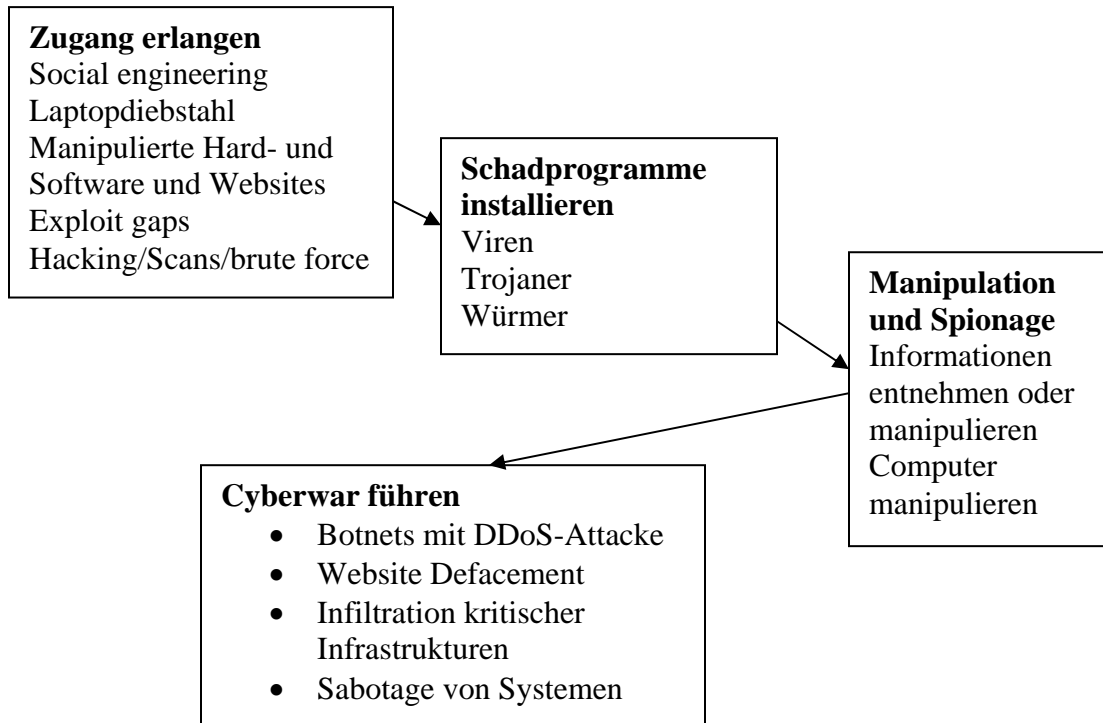 Zugang erlangen
Social engineering
Laptopdiebstahl
Manipulierte Hard- und
Software und Websites
Exploit gaps
Hacking/Scans/brute force
Schadprogramme
installieren
Viren
Trojaner
Würmer
Manipulation
und Spionage
Informationen
entnehmen oder
manipulieren
Computer
manipulieren
Cyberwar führen
• Botnets mit DDoS-Attacke
• Website Defacement
• Infiltration kritischer
Infrastrukturen
• Sabotage von Systemen